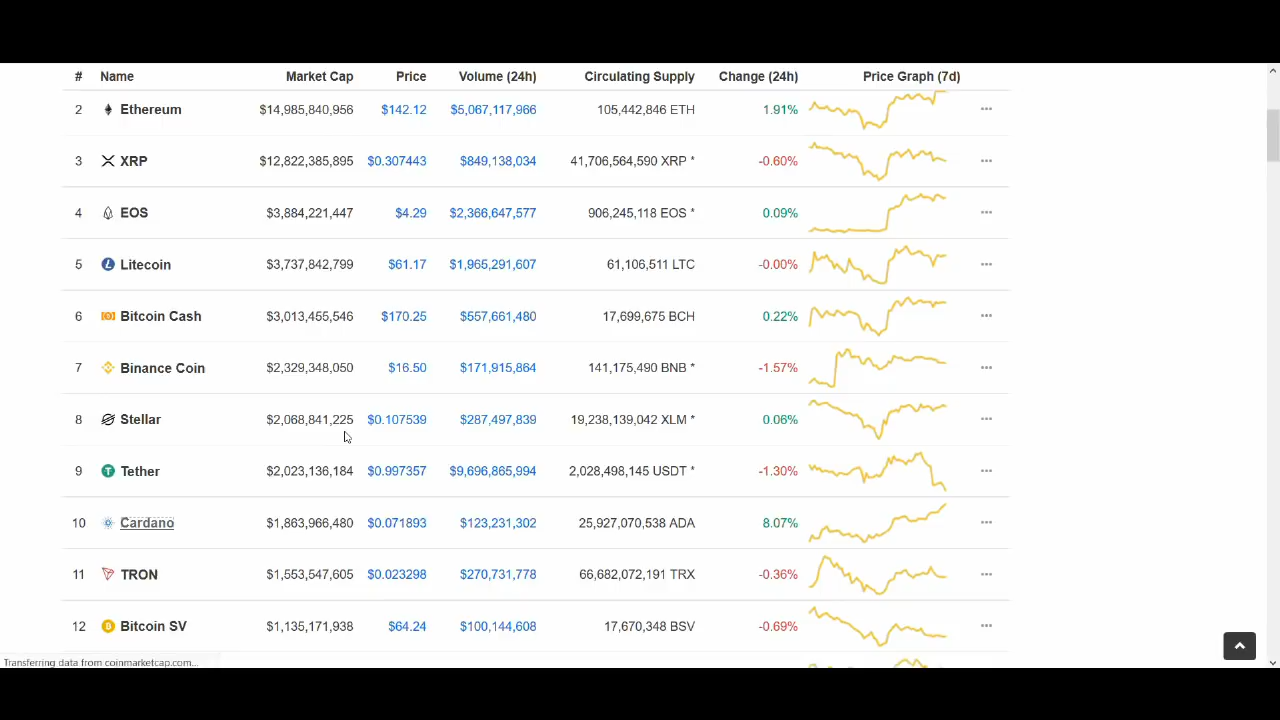 # Name Market Cap Price Volume (24h) Circulating Supply Change (24h) Price Graph (7d)
2 Ethereum $14,985,840,956 $142.12 $5,067,117,966 105,442,846 ETH 1.91%
3 XRP $12,822,385,895 $0.307443 $849,138,034 41,706,564,590 XRP * -0.60%
4 EOS $3,884,221,447 $4.29 $2,366,647,577 906,245,118 EOS * 0.09%
5 Litecoin $3,737,842,799 $61.17 $1,965,291,607 61,106,511 LTC -0.00%
6 Bitcoin Cash $3,013,455,546 $170.25 $557,661,480 17,699,675 BCH 0.22%
7 Binance Coin $2,329,348,050 $16.50 $171,915,864 141,175,490 BNB * -1.57%
8 Stellar $2,068,841,225 $0.107539 $287,497,839 19,238,139,042 XLM * 0.06%
9 Tether $2,023,136,184 $0.997357 $9,696,865,994 2,028,498,145 USDT * -1.30%
10 Cardano $1,863,966,480 $0.071893 $123,231,302 25,927,070,538 ADA 8.07%
11 TRON $1,553,547,605 $0.023298 $270,731,778 66,682,072,191 TRX -0.36%
12 Bitcoin SV $1,135,171,938 $64.24 $100,144,608 17,670,348 BSV -0.69%
Transferring data from coinmarketcap.com...